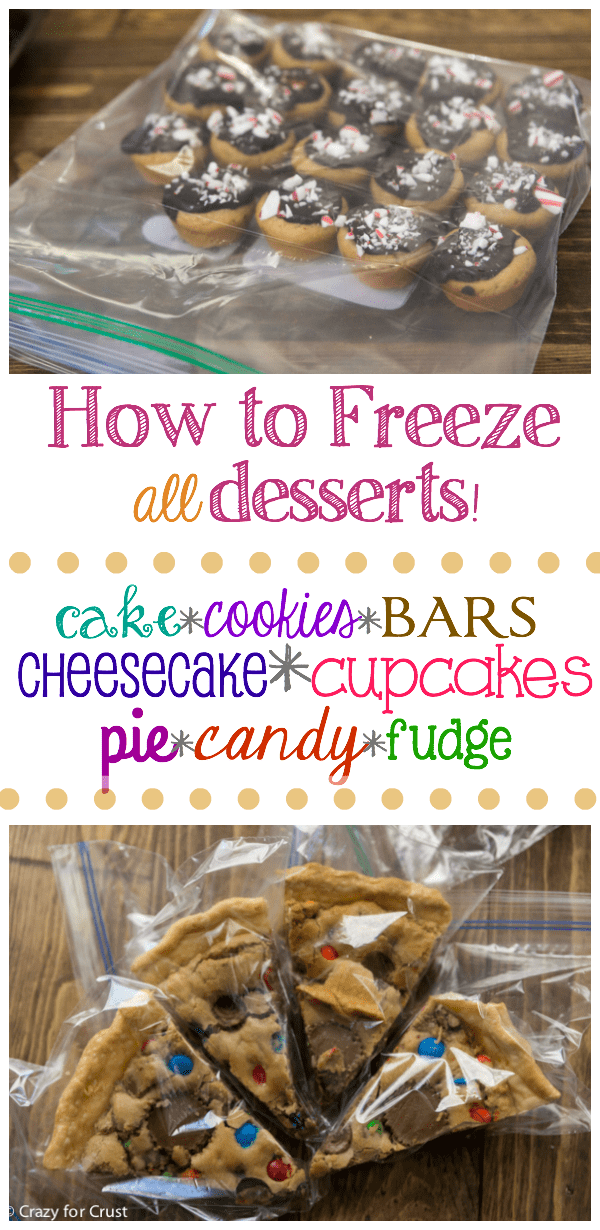 How to Freeze
all desserts!
cake*cookies*BARS
CHEESECAKE*cupcakes
pie*candy*fudge
© Crazy for Crust